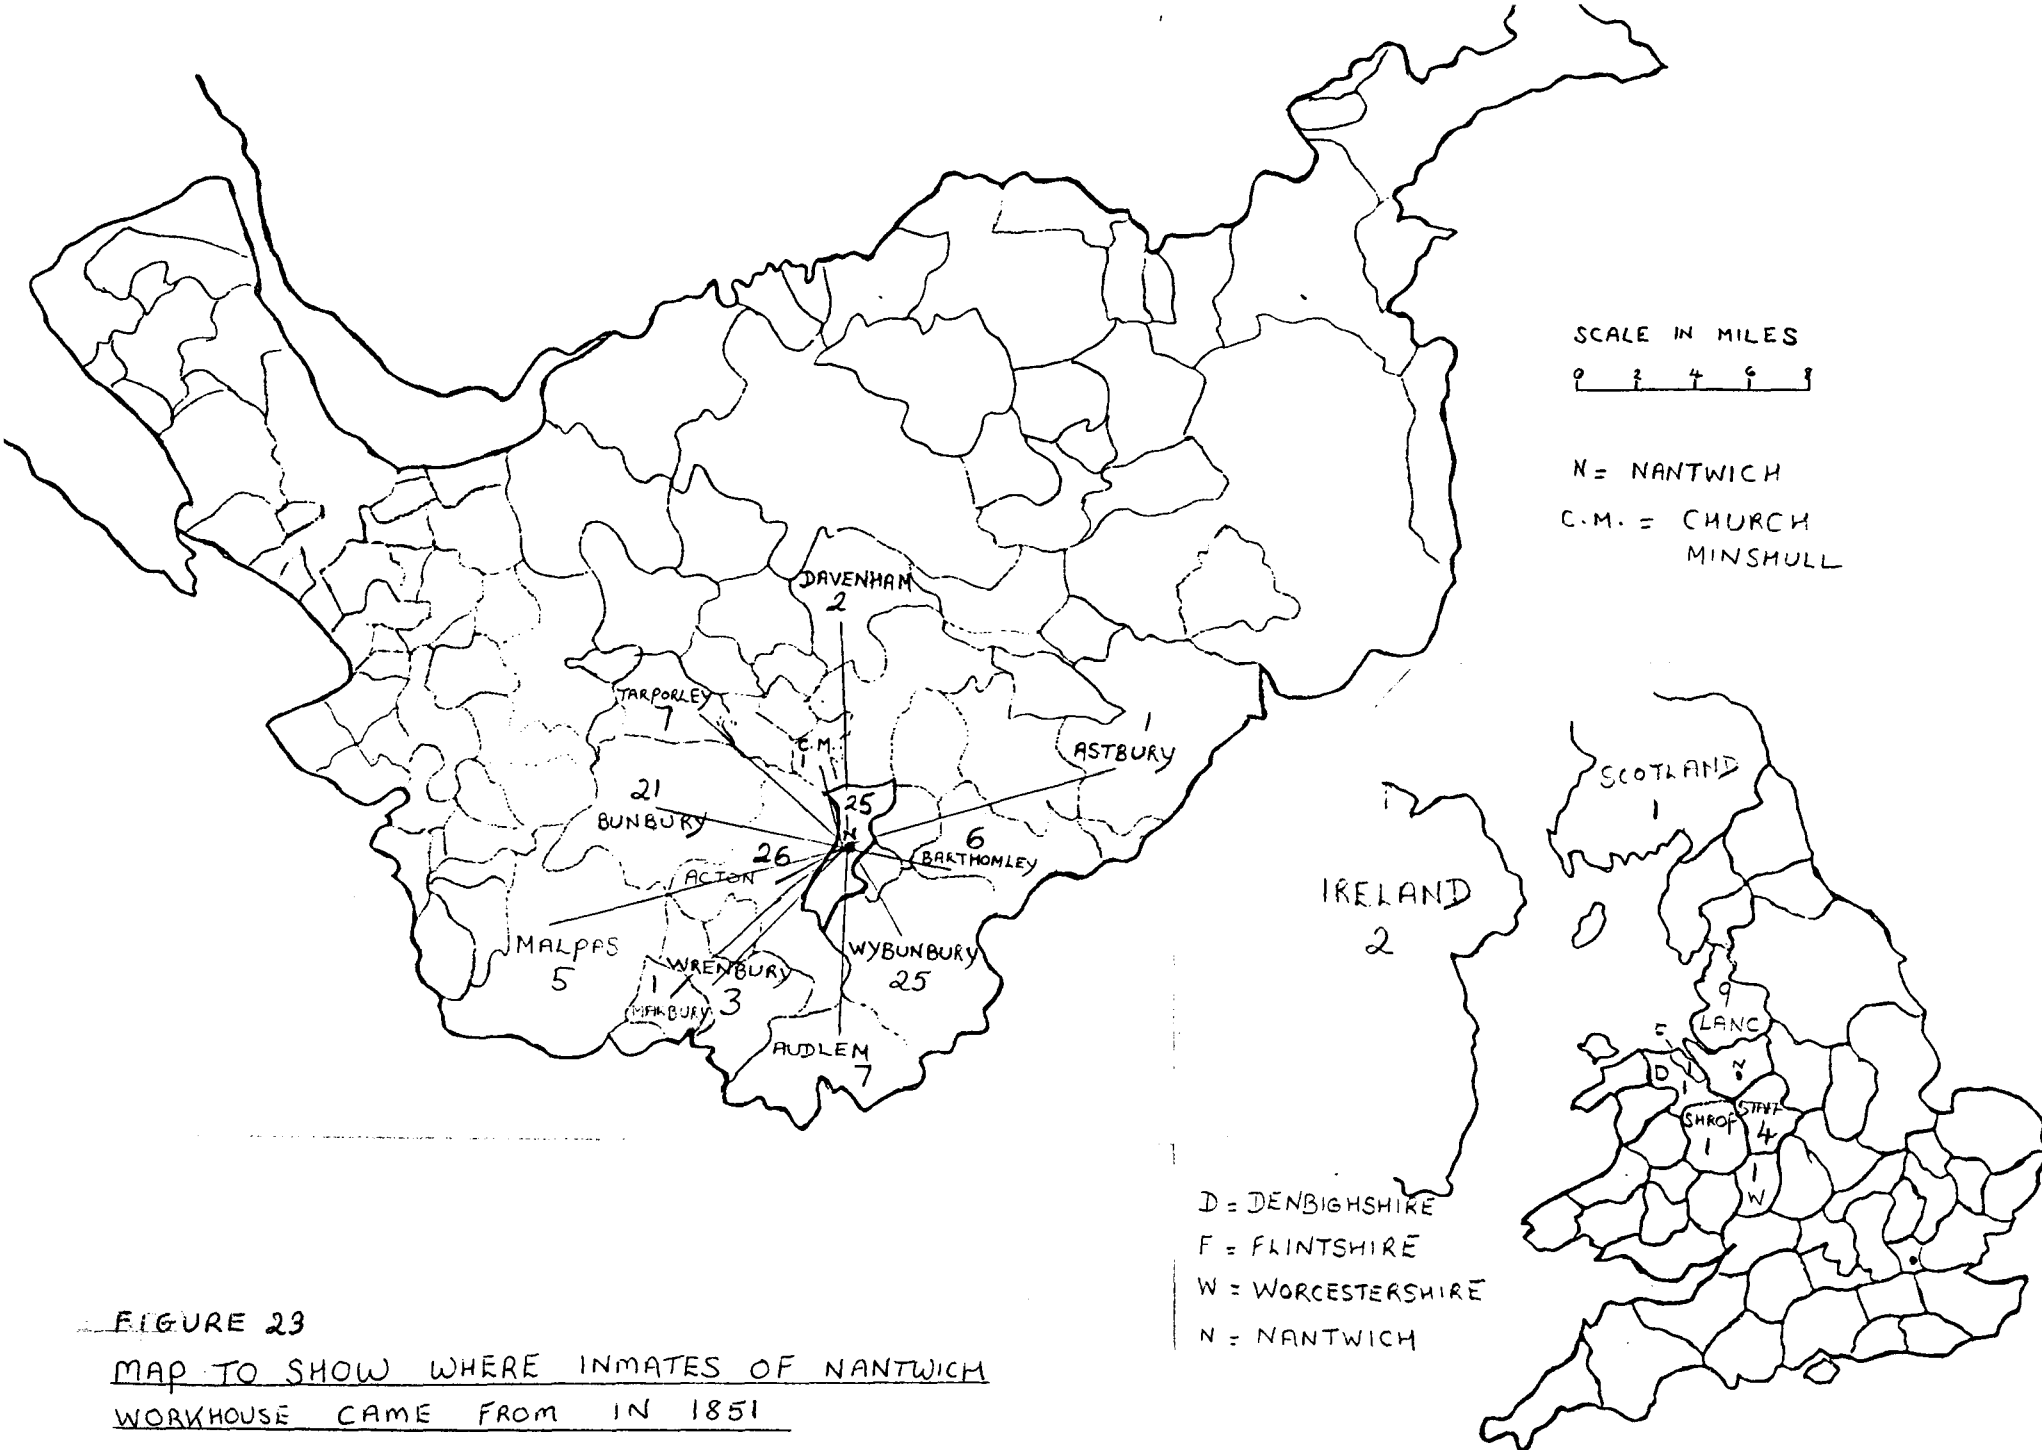 SCALE IN MILES
0 2 4 6 8
N = NANTWICH
C.M. = CHURCH
MINSHULL
DAVENHAM
2
TARPORLEY
7
C.M.
1
1
ASTBURY
21
BUNBURY
25
N
6
BARTHOMLEY
26
ACTON
MALPAS
5
WYBUNBURY
25
WRENBURY
3
1
MARBURY
AUDLEM
7
SCOTLAND
1
IRELAND
2
9
LANC
F
D
1
1
N
SHROP
1
STAFF
4
1
W
D = DENBIGHSHIRE
F = FLINTSHIRE
W = WORCESTERSHIRE
N = NANTWICH
FIGURE 23
MAP TO SHOW WHERE INMATES OF NANTWICH
WORKHOUSE CAME FROM IN 1851